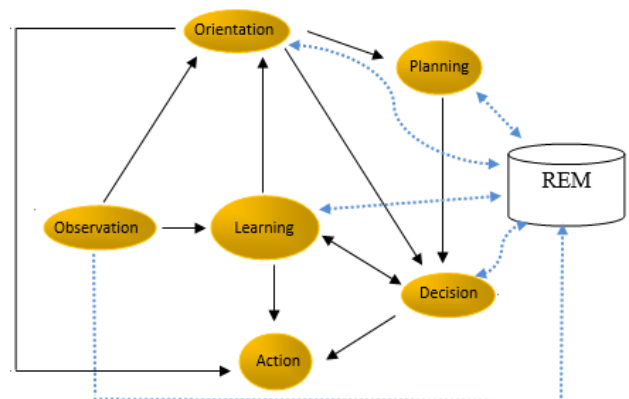 Orientation
Planning
REM
Observation
Learning
Decision
Action